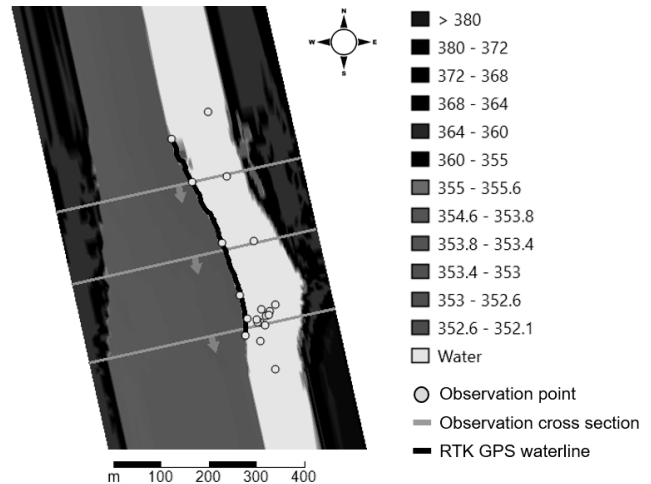 N
W E
S
> 380
380 - 372
372 - 368
368 - 364
364 - 360
360 - 355
355 - 355.6
354.6 - 353.8
353.8 - 353.4
353.4 - 353
353 - 352.6
352.6 - 352.1
Water
Observation point
Observation cross section
RTK GPS waterline
m 100 200 300 400